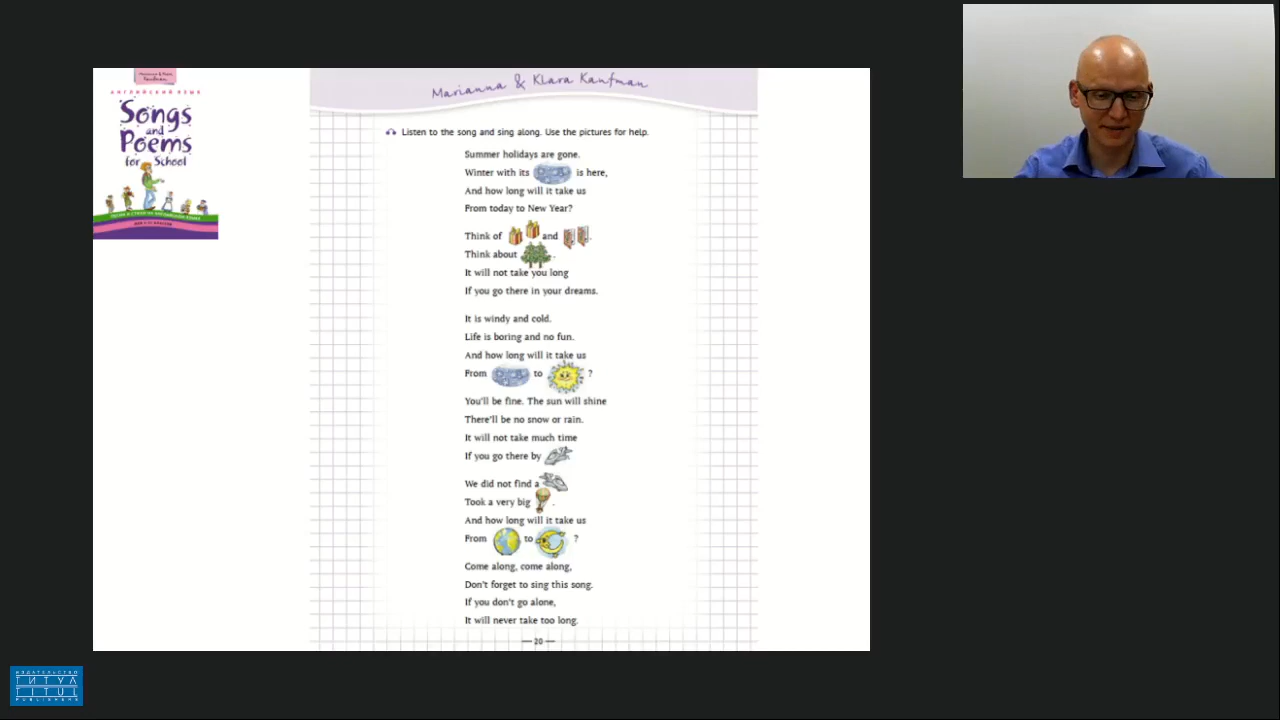 Marianna & Klara
Kaufman
АНГЛИЙСКИЙ ЯЗЫК
Songs
and
Poems
for School
Marianna & Klara Kaufman
Listen to the song and sing along. Use the pictures for help.
Summer holidays are gone.
Winter with its is here,
And how long will it take us
From today to New Year?
Think of and .
Think about .
It will not take you long
If you go there in your dreams.
It is windy and cold.
Life is boring and no fun.
And how long will it take us
From to ?
You'll be fine. The sun will shine
There'll be no snow or rain.
It will not take much time
If you go there by
We did not find a
Took a very big .
And how long will it take us
From to ?
Come along, come along,
Don't forget to sing this song.
If you don't go alone,
It will never take too long.
— 20 —
ИЗДАТЕЛЬСТВО
ТИТУЛ
TITUL
PUBLISHERS